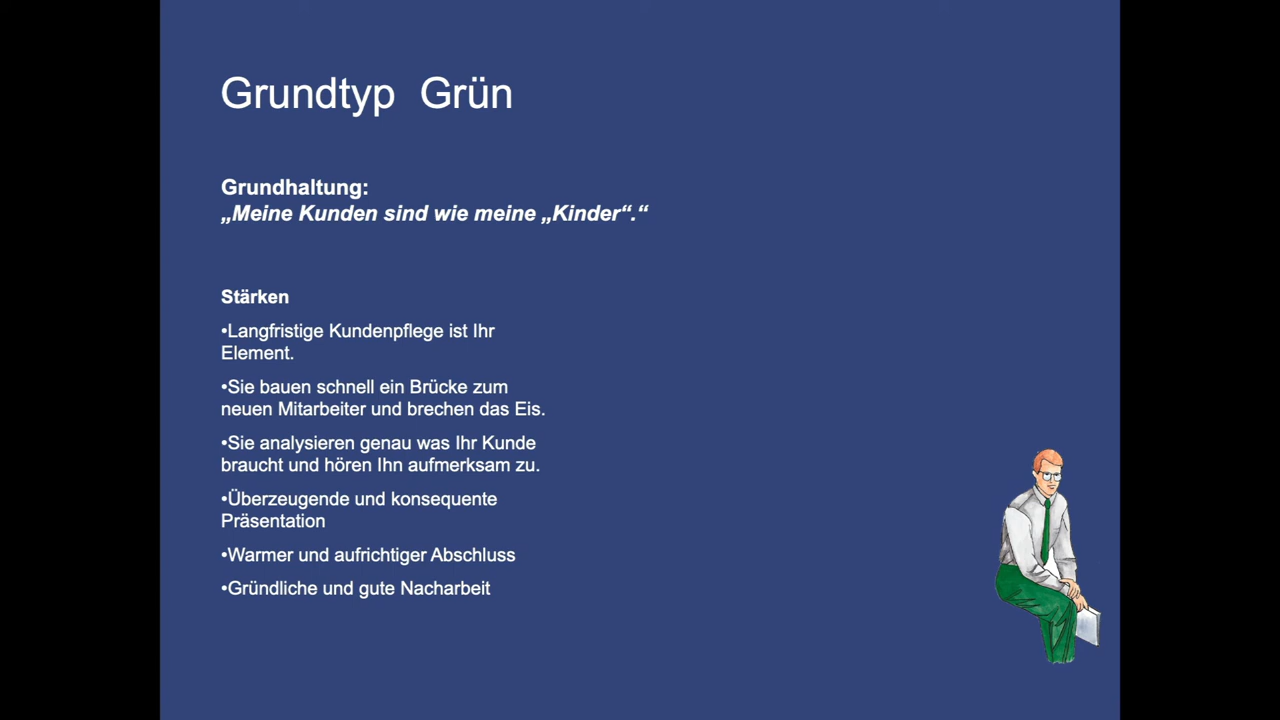 Grundtyp Grün
Grundhaltung:
„Meine Kunden sind wie meine „Kinder“.“
Stärken
•Langfristige Kundenpflege ist Ihr
Element.
•Sie bauen schnell ein Brücke zum
neuen Mitarbeiter und brechen das Eis.
•Sie analysieren genau was Ihr Kunde
braucht und hören Ihn aufmerksam zu.
•Überzeugende und konsequente
Präsentation
•Warmer und aufrichtiger Abschluss
•Gründliche und gute Nacharbeit